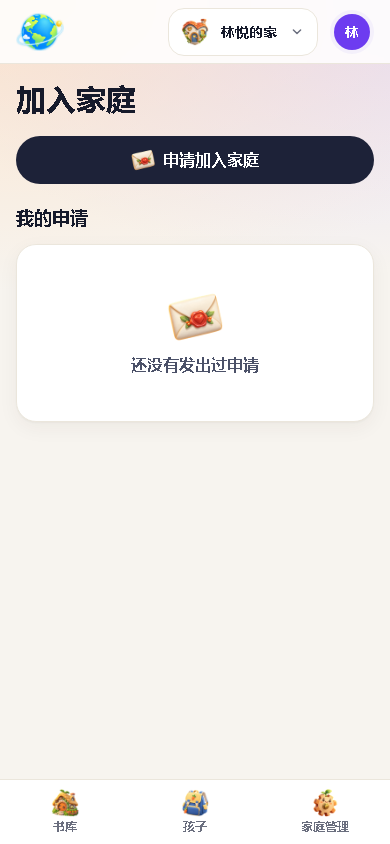 林悦的家
林
加入家庭
申请加入家庭
我的申请
还没有发出过申请
书库
孩子
家庭管理